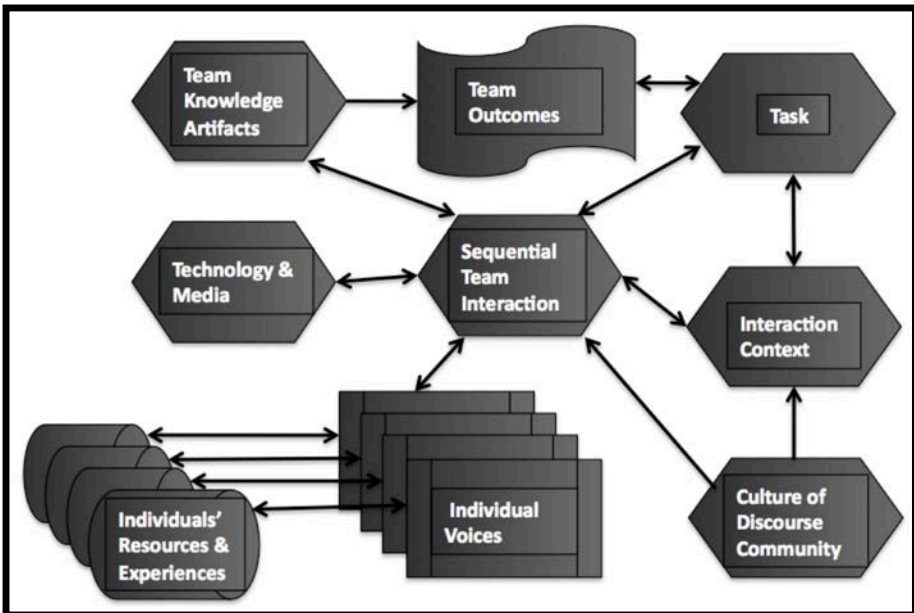 Team
Knowledge
Artifacts
Team
Outcomes
Task
Technology &
Media
Sequential
Team
Interaction
Interaction
Context
Individuals'
Resources &
Experiences
Individual
Voices
Culture of
Discourse
Community